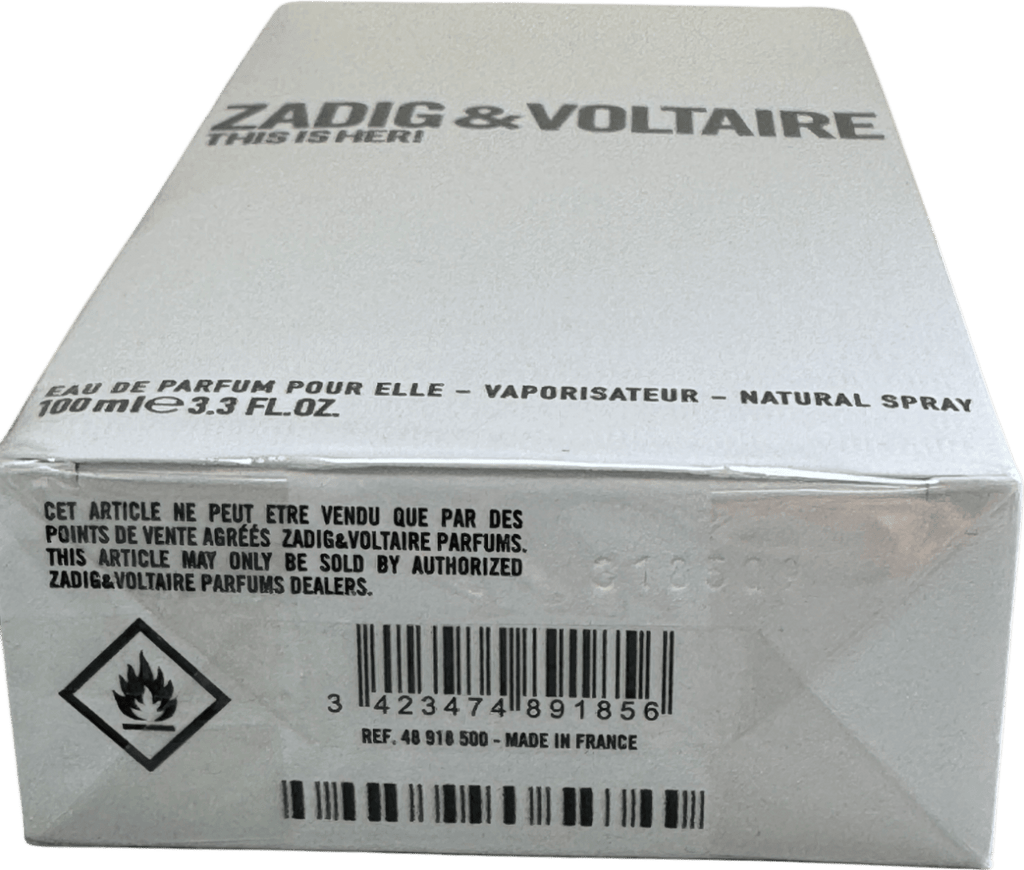 ZADIG & VOLTAIRE
THIS IS HER!
EAU DE PARFUM POUR ELLE – VAPORISATEUR – NATURAL SPRAY
100 ml e 3.3 FL.OZ.
CET ARTICLE NE PEUT ETRE VENDU QUE PAR DES
POINTS DE VENTE AGRÉÉS ZADIG&VOLTAIRE PARFUMS.
THIS ARTICLE MAY ONLY BE SOLD BY AUTHORIZED
ZADIG&VOLTAIRE PARFUMS DEALERS.
3 423474 891856
REF. 48 918 500 - MADE IN FRANCE